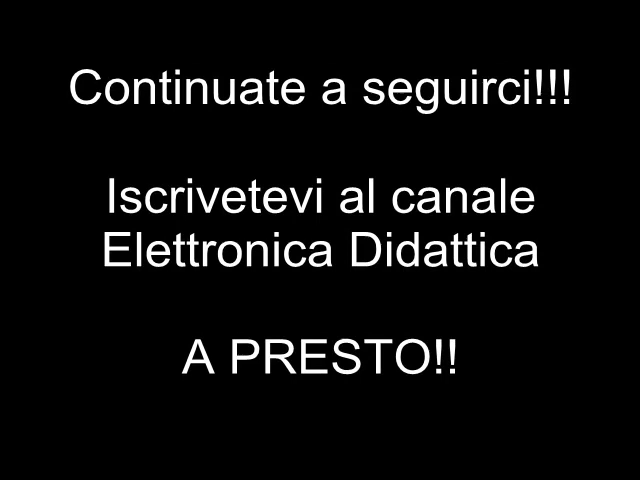 Continuate a seguirci!!!
Iscrivetevi al canale
Elettronica Didattica
A PRESTO!!